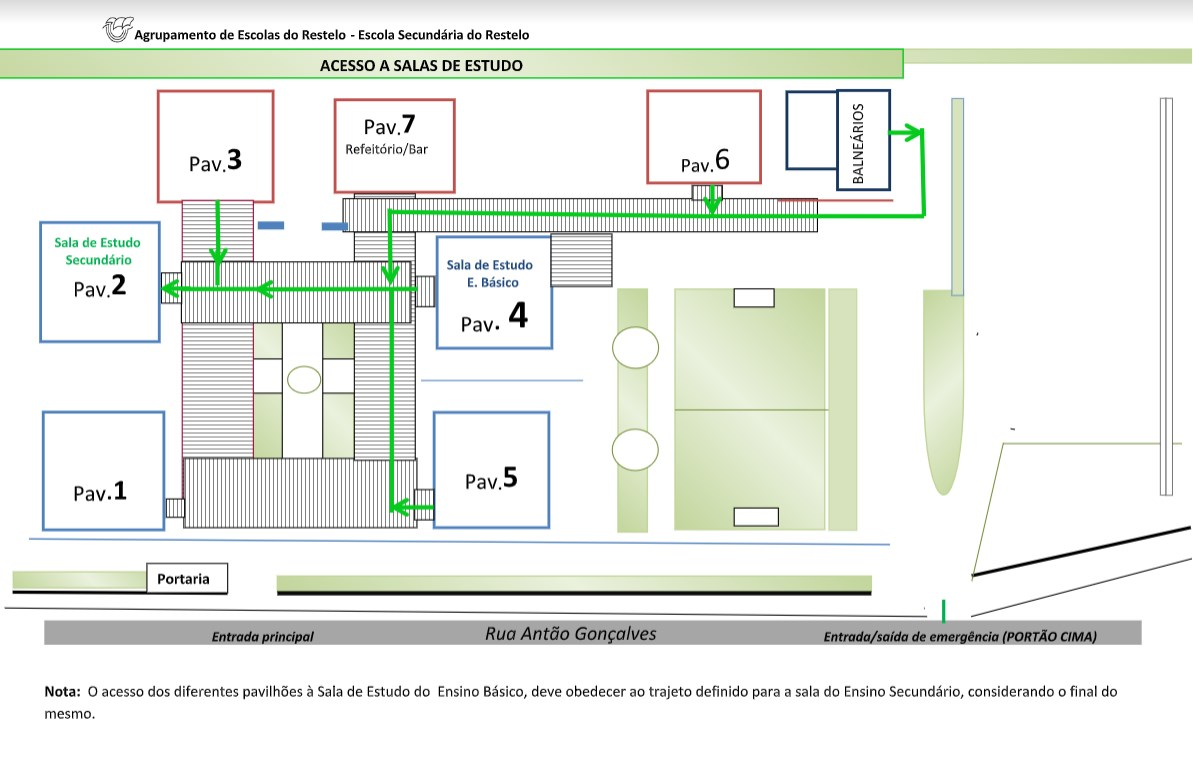 Agrupamento de Escolas do Restelo - Escola Secundária do Restelo
ACESSO A SALAS DE ESTUDO
Pav.3
Pav.7
Refeitório/Bar
Pav.6
BALNEÁRIOS
Sala de Estudo
Secundário
Pav.2
Sala de Estudo
E. Básico
Pav. 4
Pav.1
Pav.5
Portaria
Entrada principal
Rua Antão Gonçalves
Entrada/saída de emergência (PORTÃO CIMA)
Nota: O acesso dos diferentes pavilhões à Sala de Estudo do Ensino Básico, deve obedecer ao trajeto definido para a sala do Ensino Secundário, considerando o final do
mesmo.